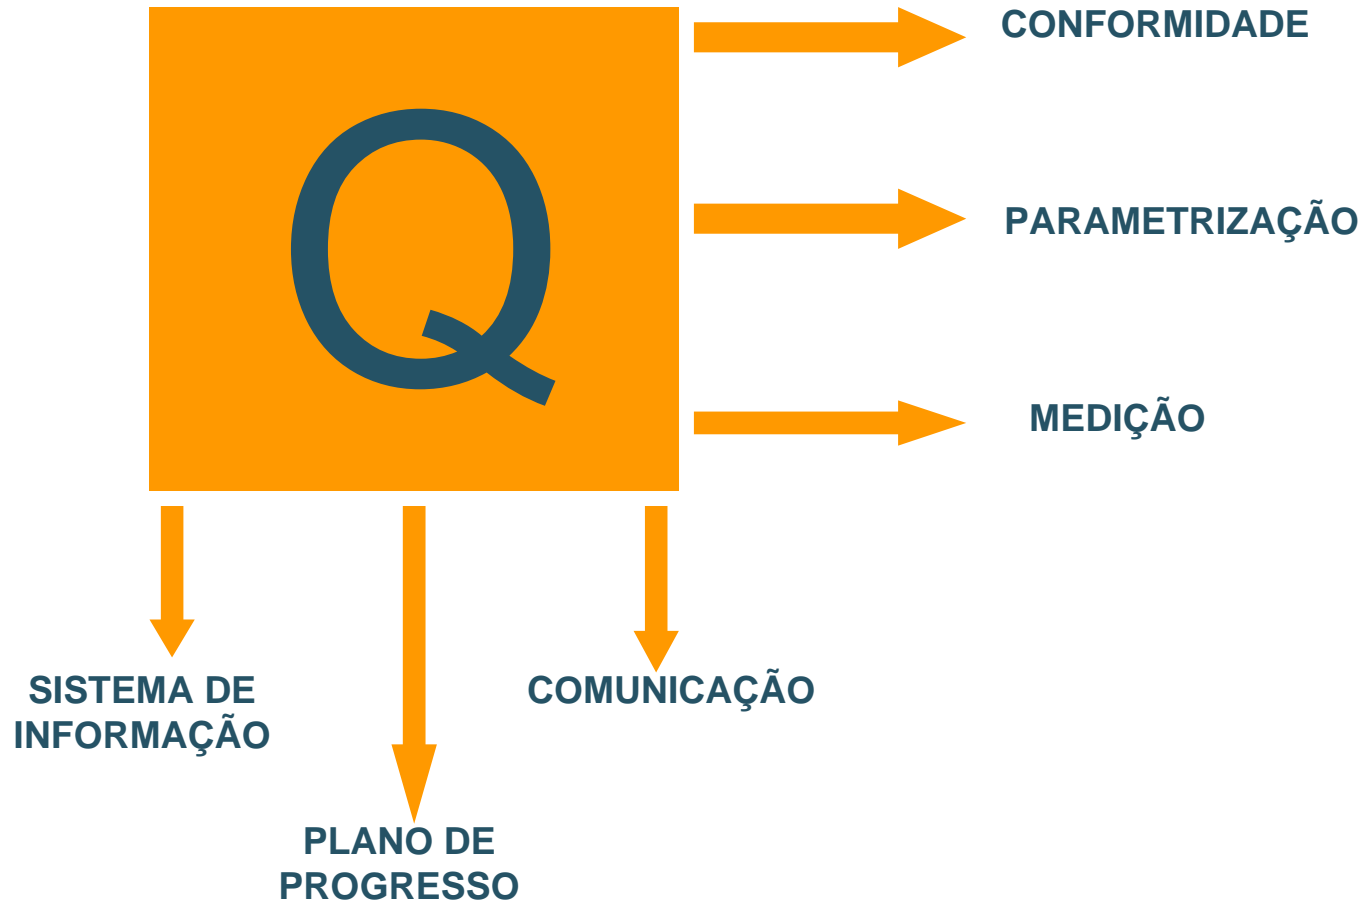 CONFORMIDADE
Q
PARAMETRIZAÇÃO
MEDIÇÃO
SISTEMA DE
INFORMAÇÃO
COMUNICAÇÃO
PLANO DE
PROGRESSO